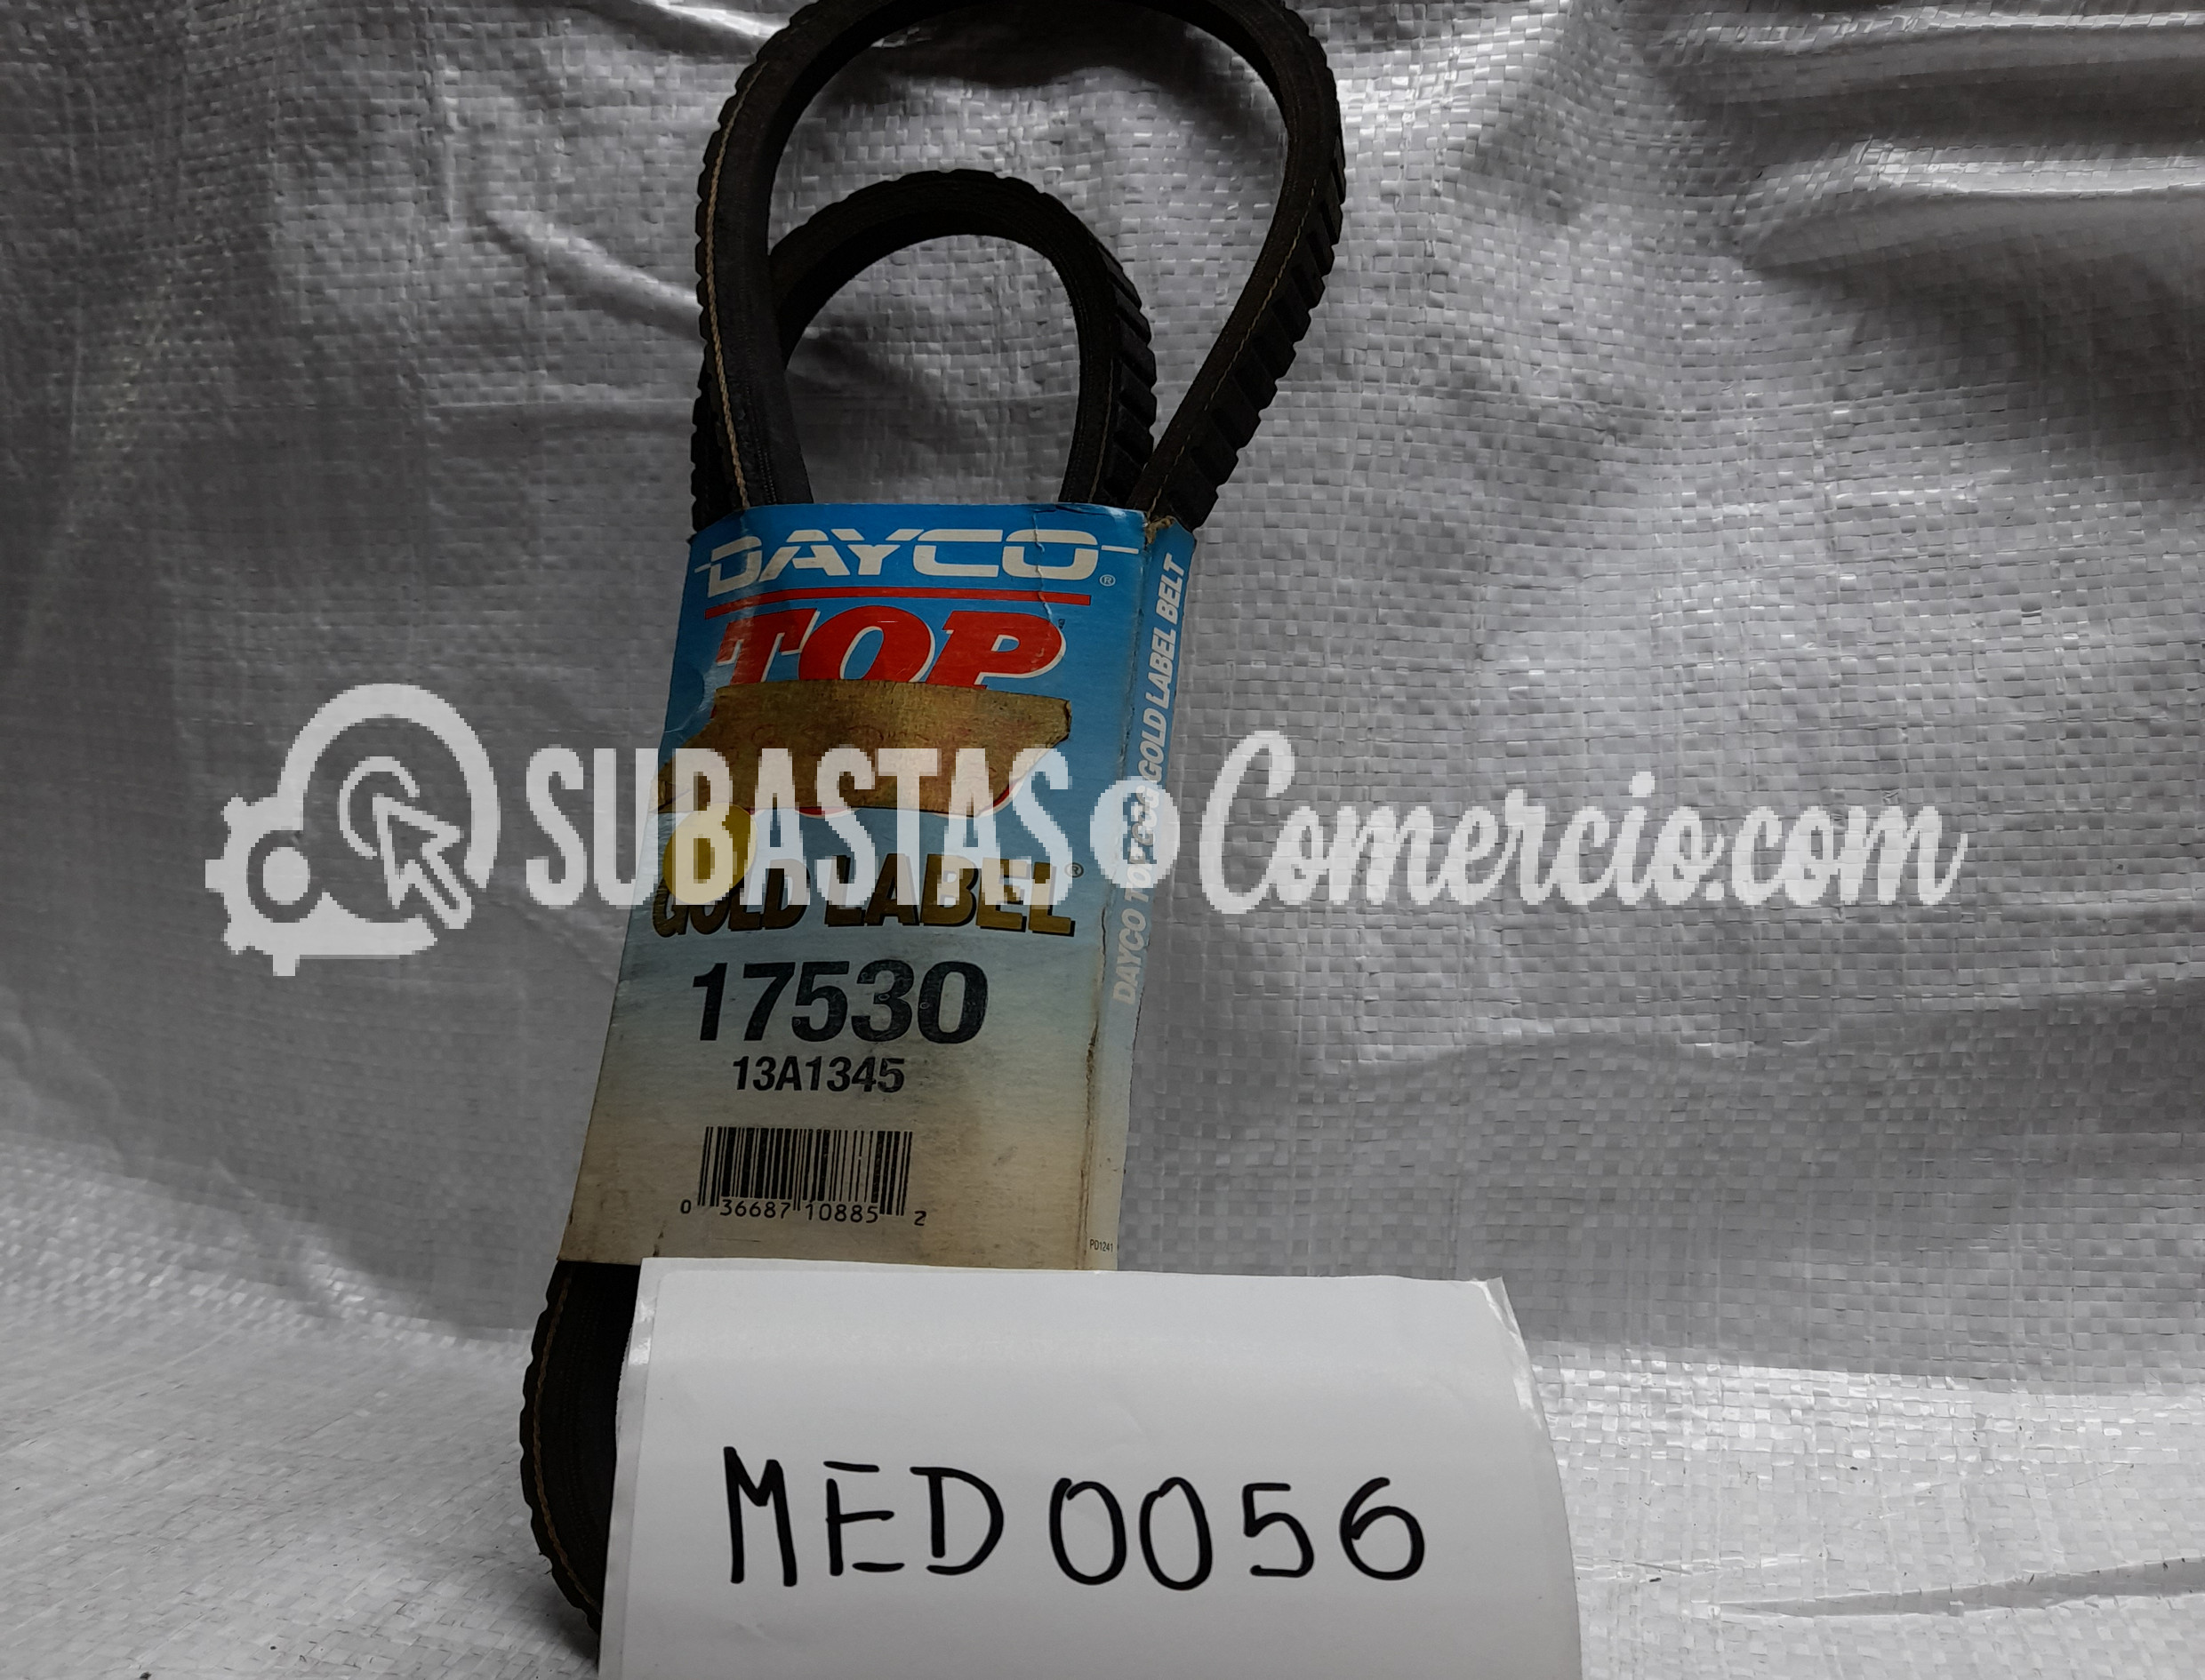 DAYCO®
TOP
GOLD LABEL®
17530
13A1345
0 36687 10885 2
GOLD LABEL BELT
DAYCO TOP
PD1241
SUBASTAS Comercio.com
MED0056